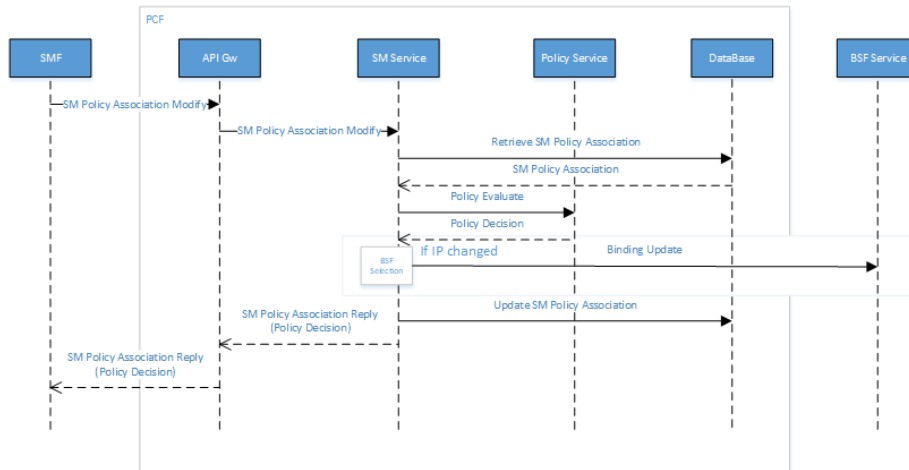 PCF
SMF
API Gw
SM Service
Policy Service
DataBase
BSF Service
SM Policy Association Modify
SM Policy Association Modify
Retrieve SM Policy Association
SM Policy Association
Policy Evaluate
Policy Decision
If IP changed
Binding Update
BSF
Selection
Update SM Policy Association
SM Policy Association Reply
(Policy Decision)
SM Policy Association Reply
(Policy Decision)